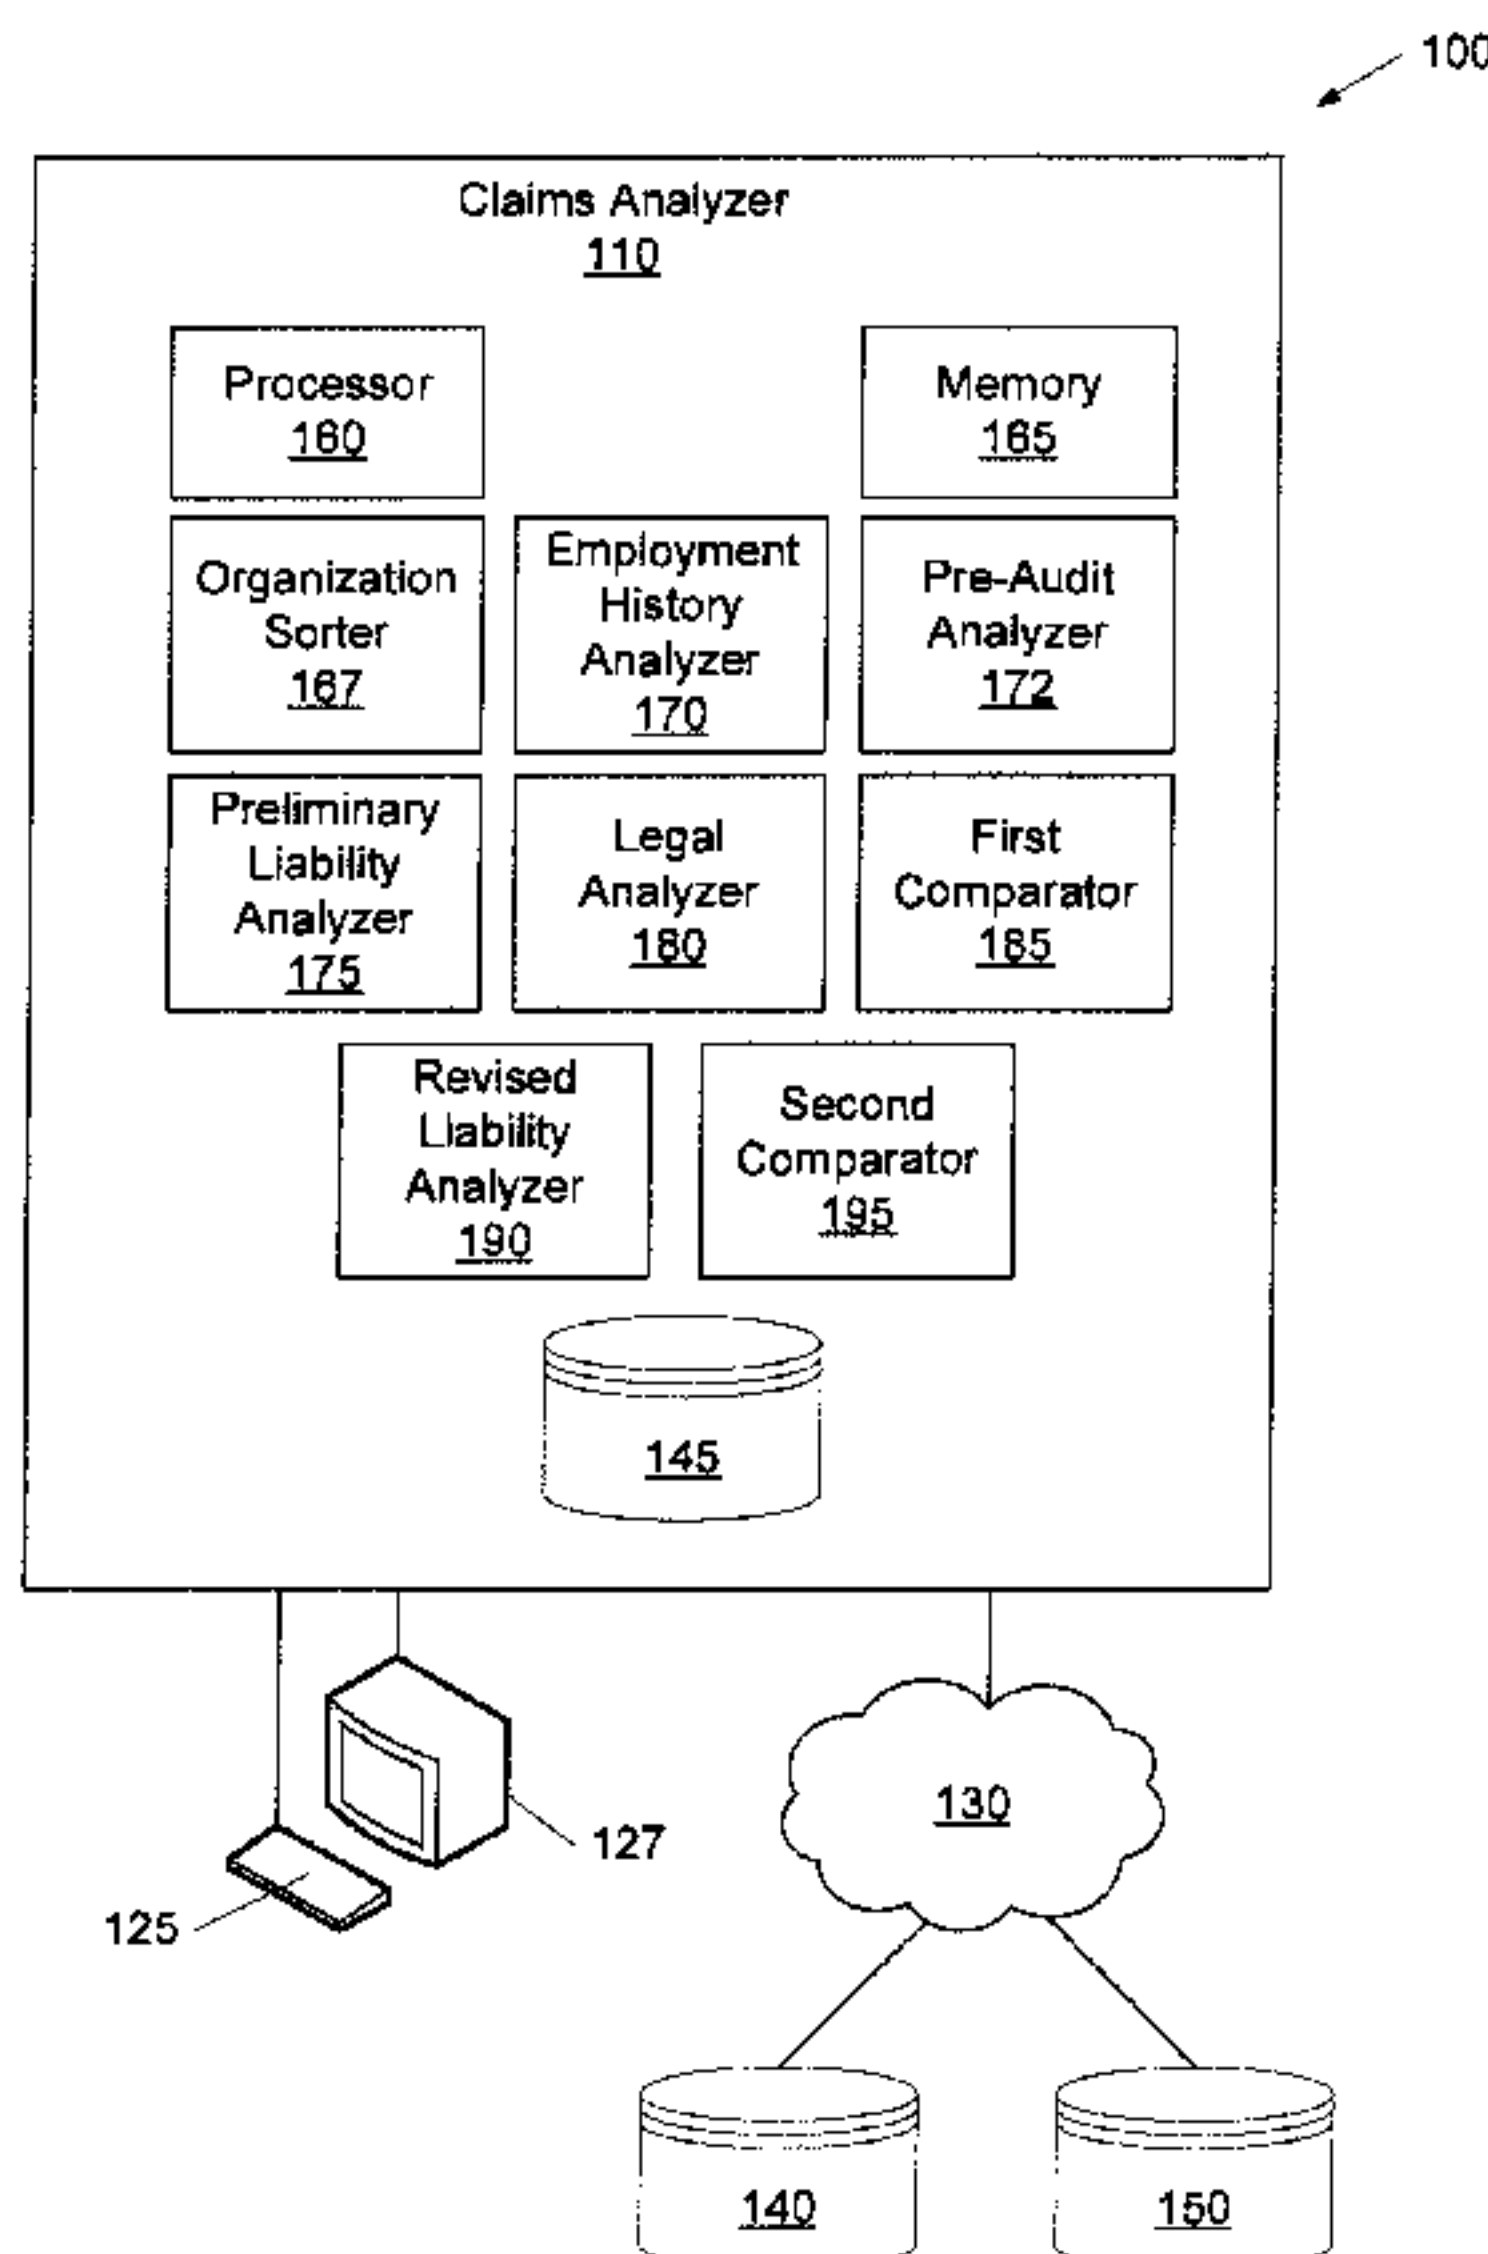 100
Claims Analyzer
110
Processor
160
Memory
165
Organization
Sorter
167
Employment
History
Analyzer
170
Pre-Audit
Analyzer
172
Preliminary
Liability
Analyzer
175
Legal
Analyzer
180
First
Comparator
185
Revised
Liability
Analyzer
190
Second
Comparator
195
145
127
125
130
140
150